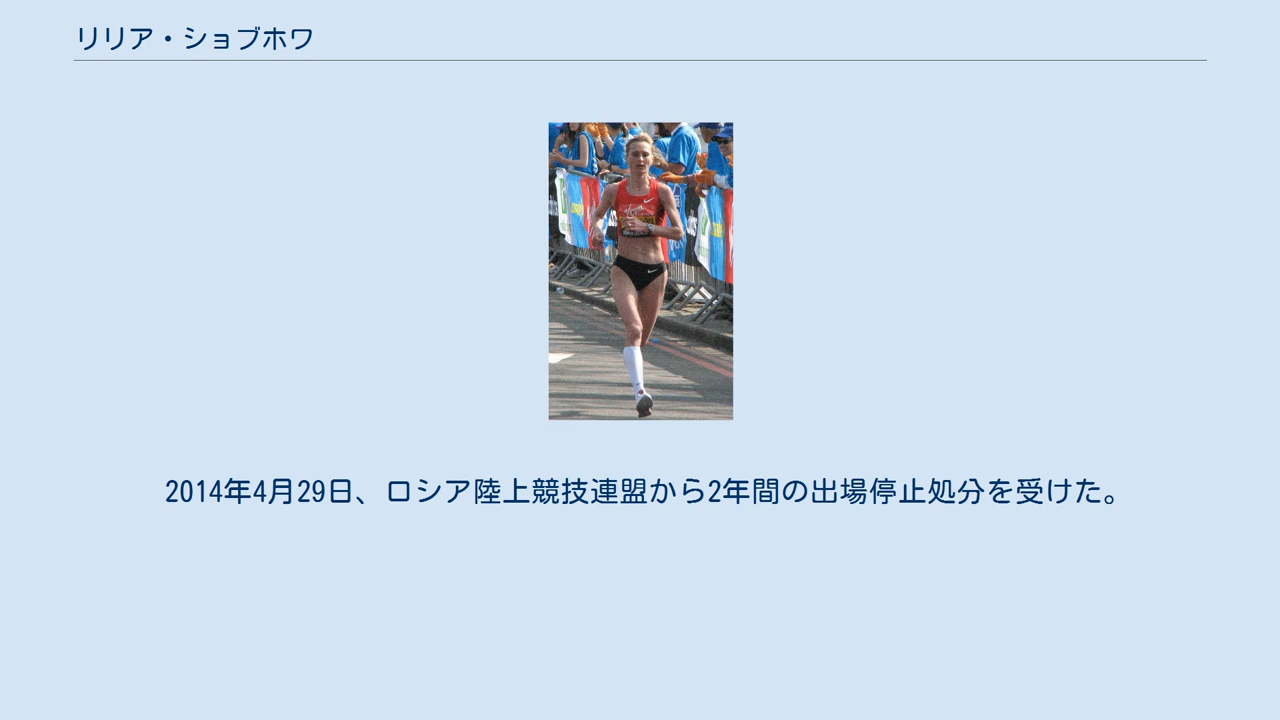 リリア・ショブホワ
2014年4月29日、ロシア陸上競技連盟から2年間の出場停止処分を受けた。